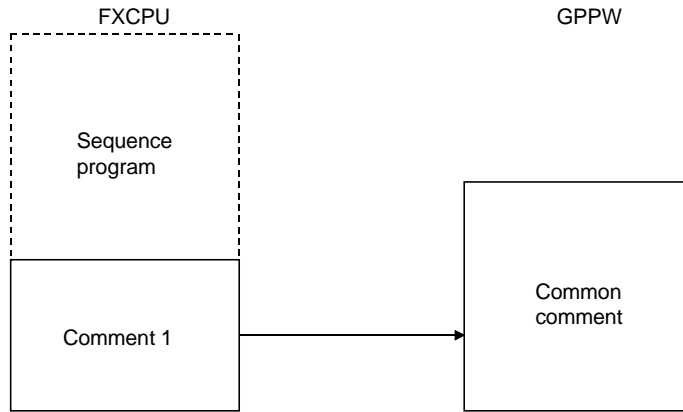 FXCPU
GPPW
Sequence
program
Comment 1
Common
comment